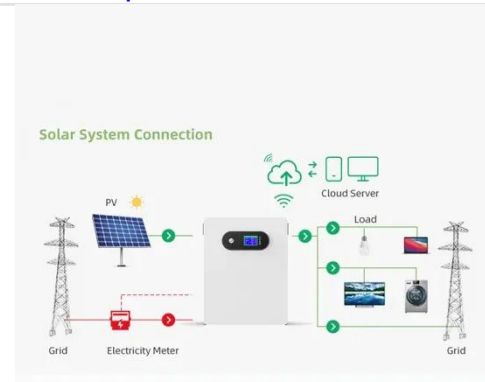 Solar System Connection
Cloud Server
PV
Load
Grid
Electricity Meter
Grid